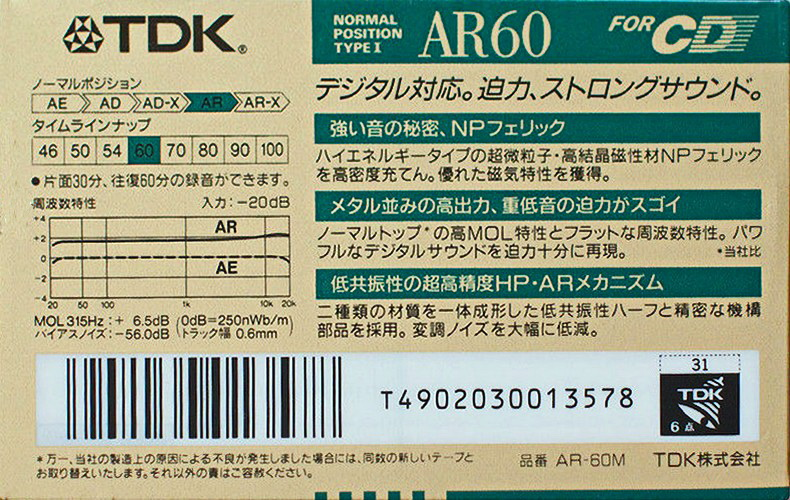 TDK®
NORMAL
POSITION
TYPE I
AR60
FOR CD
ノーマルポジション
AE AD AD-X AR AR-X
タイムラインナップ
46 50 54 60 70 80 90 100
●片面30分、往復60分の録音ができます。
周波数特性 入力：−20dB
+4
+2
0
−2
−4
AR
AE
20 50 100 1k 10k 20k
MOL315Hz：＋ 6.5dB (0dB=250nWb/m)
バイアスノイズ：−56.0dB (トラック幅 0.6mm)
デジタル対応。迫力、ストロングサウンド。
強い音の秘密、NPフェリック
ハイエネルギータイプの超微粒子・高結晶磁性材NPフェリック
を高密度充てん。優れた磁気特性を獲得。
メタル並みの高出力、重低音の迫力がスゴイ
ノーマルトップ*の高MOL特性とフラットな周波数特性。パワ
フルなデジタルサウンドを迫力十分に再現。 *当社比
低共振性の超高精度HP・ARメカニズム
二種類の材質を一体成形した低共振性ハーフと精密な機構
部品を採用。変調ノイズを大幅に低減。
T4902030013578
31
TDK
6点
*万一、当社の製造上の原因による不良が発生しました場合には、同数の新しいテープと
お取り替えいたします。それ以外の責はご容赦ください。
品番 AR-60M TDK株式会社